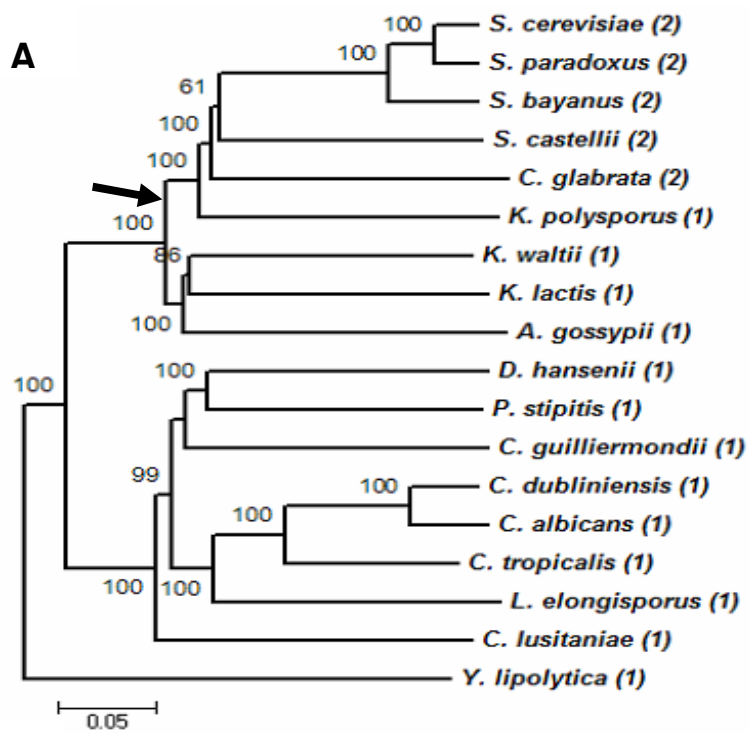 A
100
S. cerevisiae (2)
100
S. paradoxus (2)
61
S. bayanus (2)
100
S. castellii (2)
100
C. glabrata (2)
100
K. polysporus (1)
86
K. waltii (1)
K. lactis (1)
100
A. gossypii (1)
100
100
D. hansenii (1)
P. stipitis (1)
C. guilliermondii (1)
99
100
C. dubliniensis (1)
100
C. albicans (1)
C. tropicalis (1)
100
100
L. elongisporus (1)
C. lusitaniae (1)
Y. lipolytica (1)
0.05